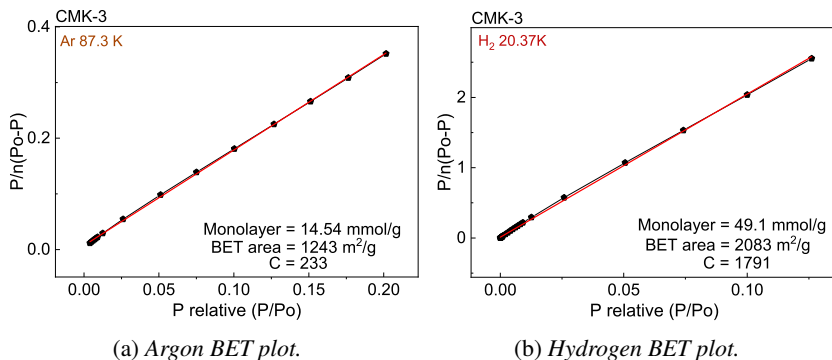 CMK-3
Ar 87.3 K
0.4
0.2
0.0
P/n(Po-P)
Monolayer = 14.54 mmol/g
BET area = 1243 m²/g
C = 233
0.00 0.05 0.10 0.15 0.20
P relative (P/Po)
(a) Argon BET plot.
CMK-3
H₂ 20.37K
2
1
0
P/n(Po-P)
Monolayer = 49.1 mmol/g
BET area = 2083 m²/g
C = 1791
0.00 0.05 0.10
P relative (P/Po)
(b) Hydrogen BET plot.